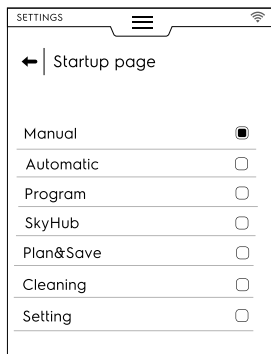 SETTINGS
Startup page
Manual
Automatic
Program
SkyHub
Plan&Save
Cleaning
Setting